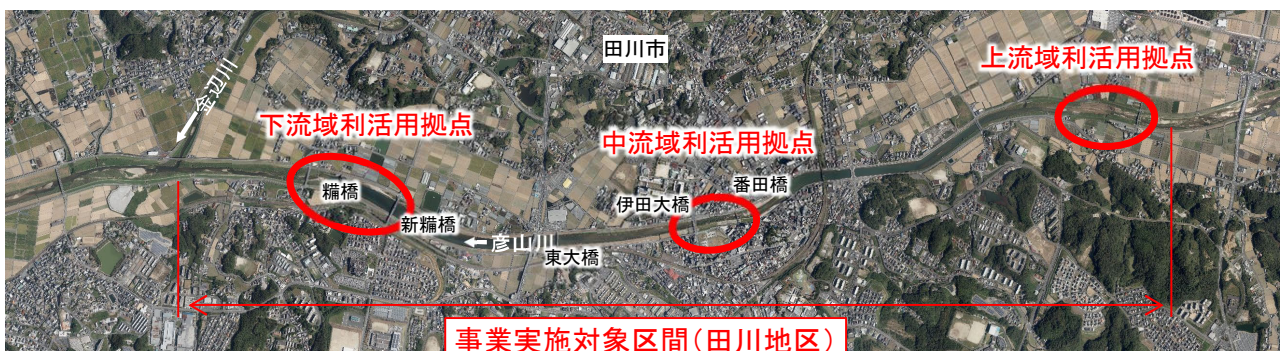 田川市
上流域利活用拠点
金辺川
下流域利活用拠点
中流域利活用拠点
番田橋
糒橋
伊田大橋
新糒橋
彦山川
東大橋
事業実施対象区間(田川地区)